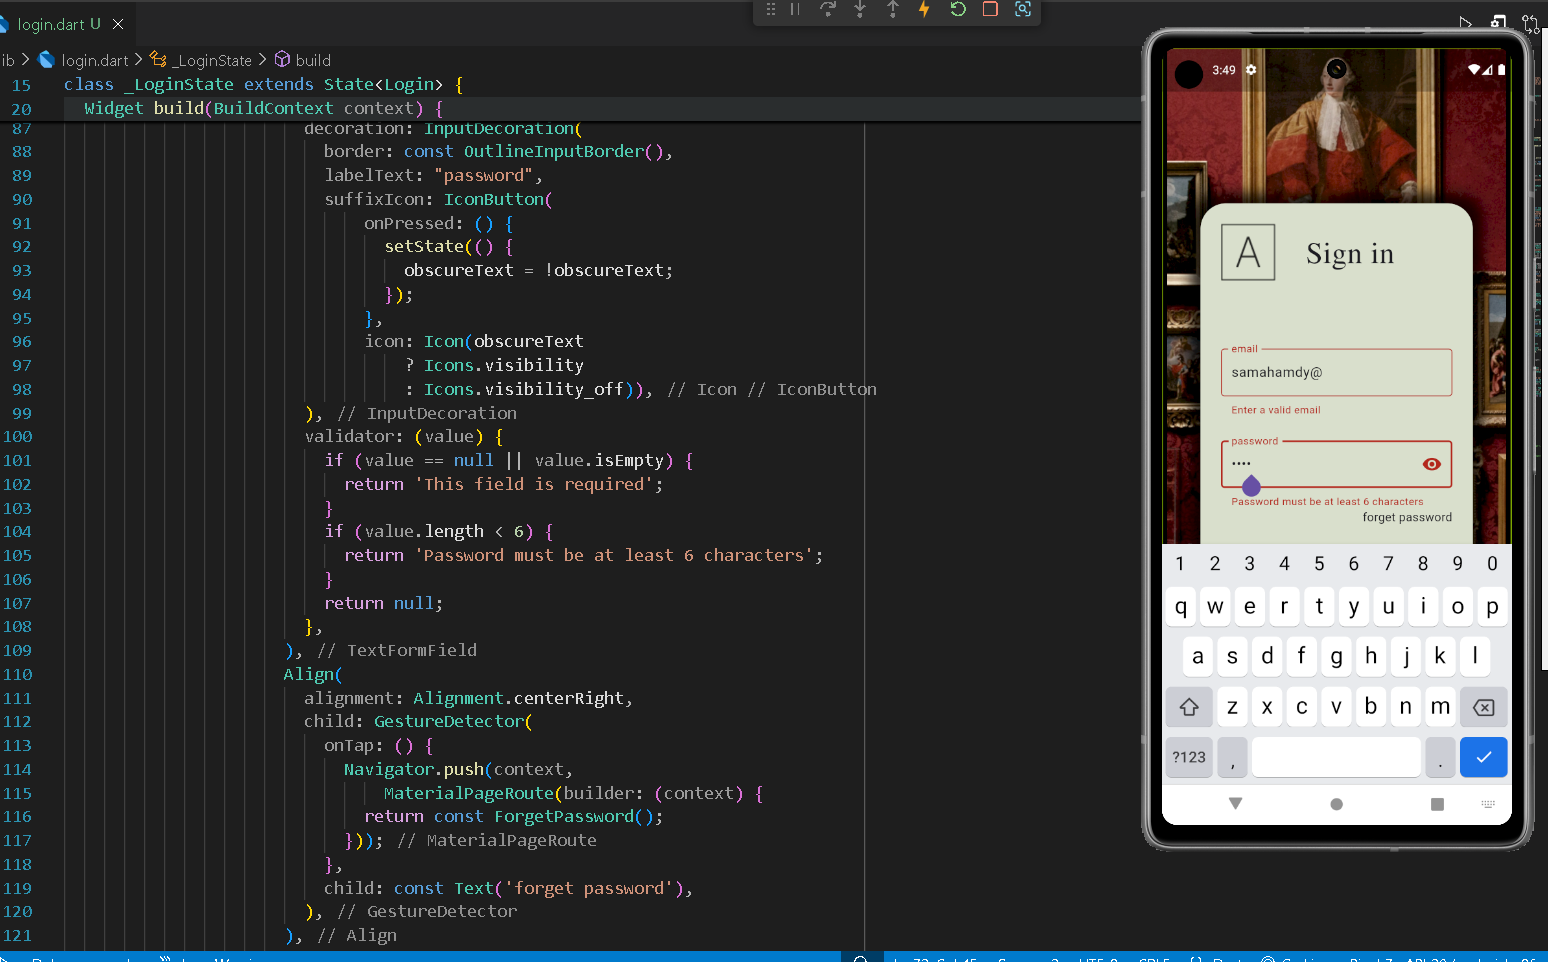 login.dart U
ib > login.dart > _LoginState > build
15 class _LoginState extends State<Login> {
20 Widget build(BuildContext context) {
87 decoration: InputDecoration(
88 border: const OutlineInputBorder(),
89 labelText: "password",
90 suffixIcon: IconButton(
91 onPressed: () {
92 setState(() {
93 obscureText = !obscureText;
94 });
95 },
96 icon: Icon(obscureText
97 ? Icons.visibility
98 : Icons.visibility_off)), // Icon // IconButton
99 ), // InputDecoration
100 validator: (value) {
101 if (value == null || value.isEmpty) {
102 return 'This field is required';
103 }
104 if (value.length < 6) {
105 return 'Password must be at least 6 characters';
106 }
107 return null;
108 },
109 ), // TextFormField
110 Align(
111 alignment: Alignment.centerRight,
112 child: GestureDetector(
113 onTap: () {
114 Navigator.push(context,
115 MaterialPageRoute(builder: (context) {
116 return const ForgetPassword();
117 })); // MaterialPageRoute
118 },
119 child: const Text('forget password'),
120 ), // GestureDetector
121 ), // Align
3:49
A Sign in
email
samahamdy@
Enter a valid email
password
••••
Password must be at least 6 characters
forget password
1 2 3 4 5 6 7 8 9 0
q w e r t y u i o p
a s d f g h j k l
z x c v b n m
?123 , .